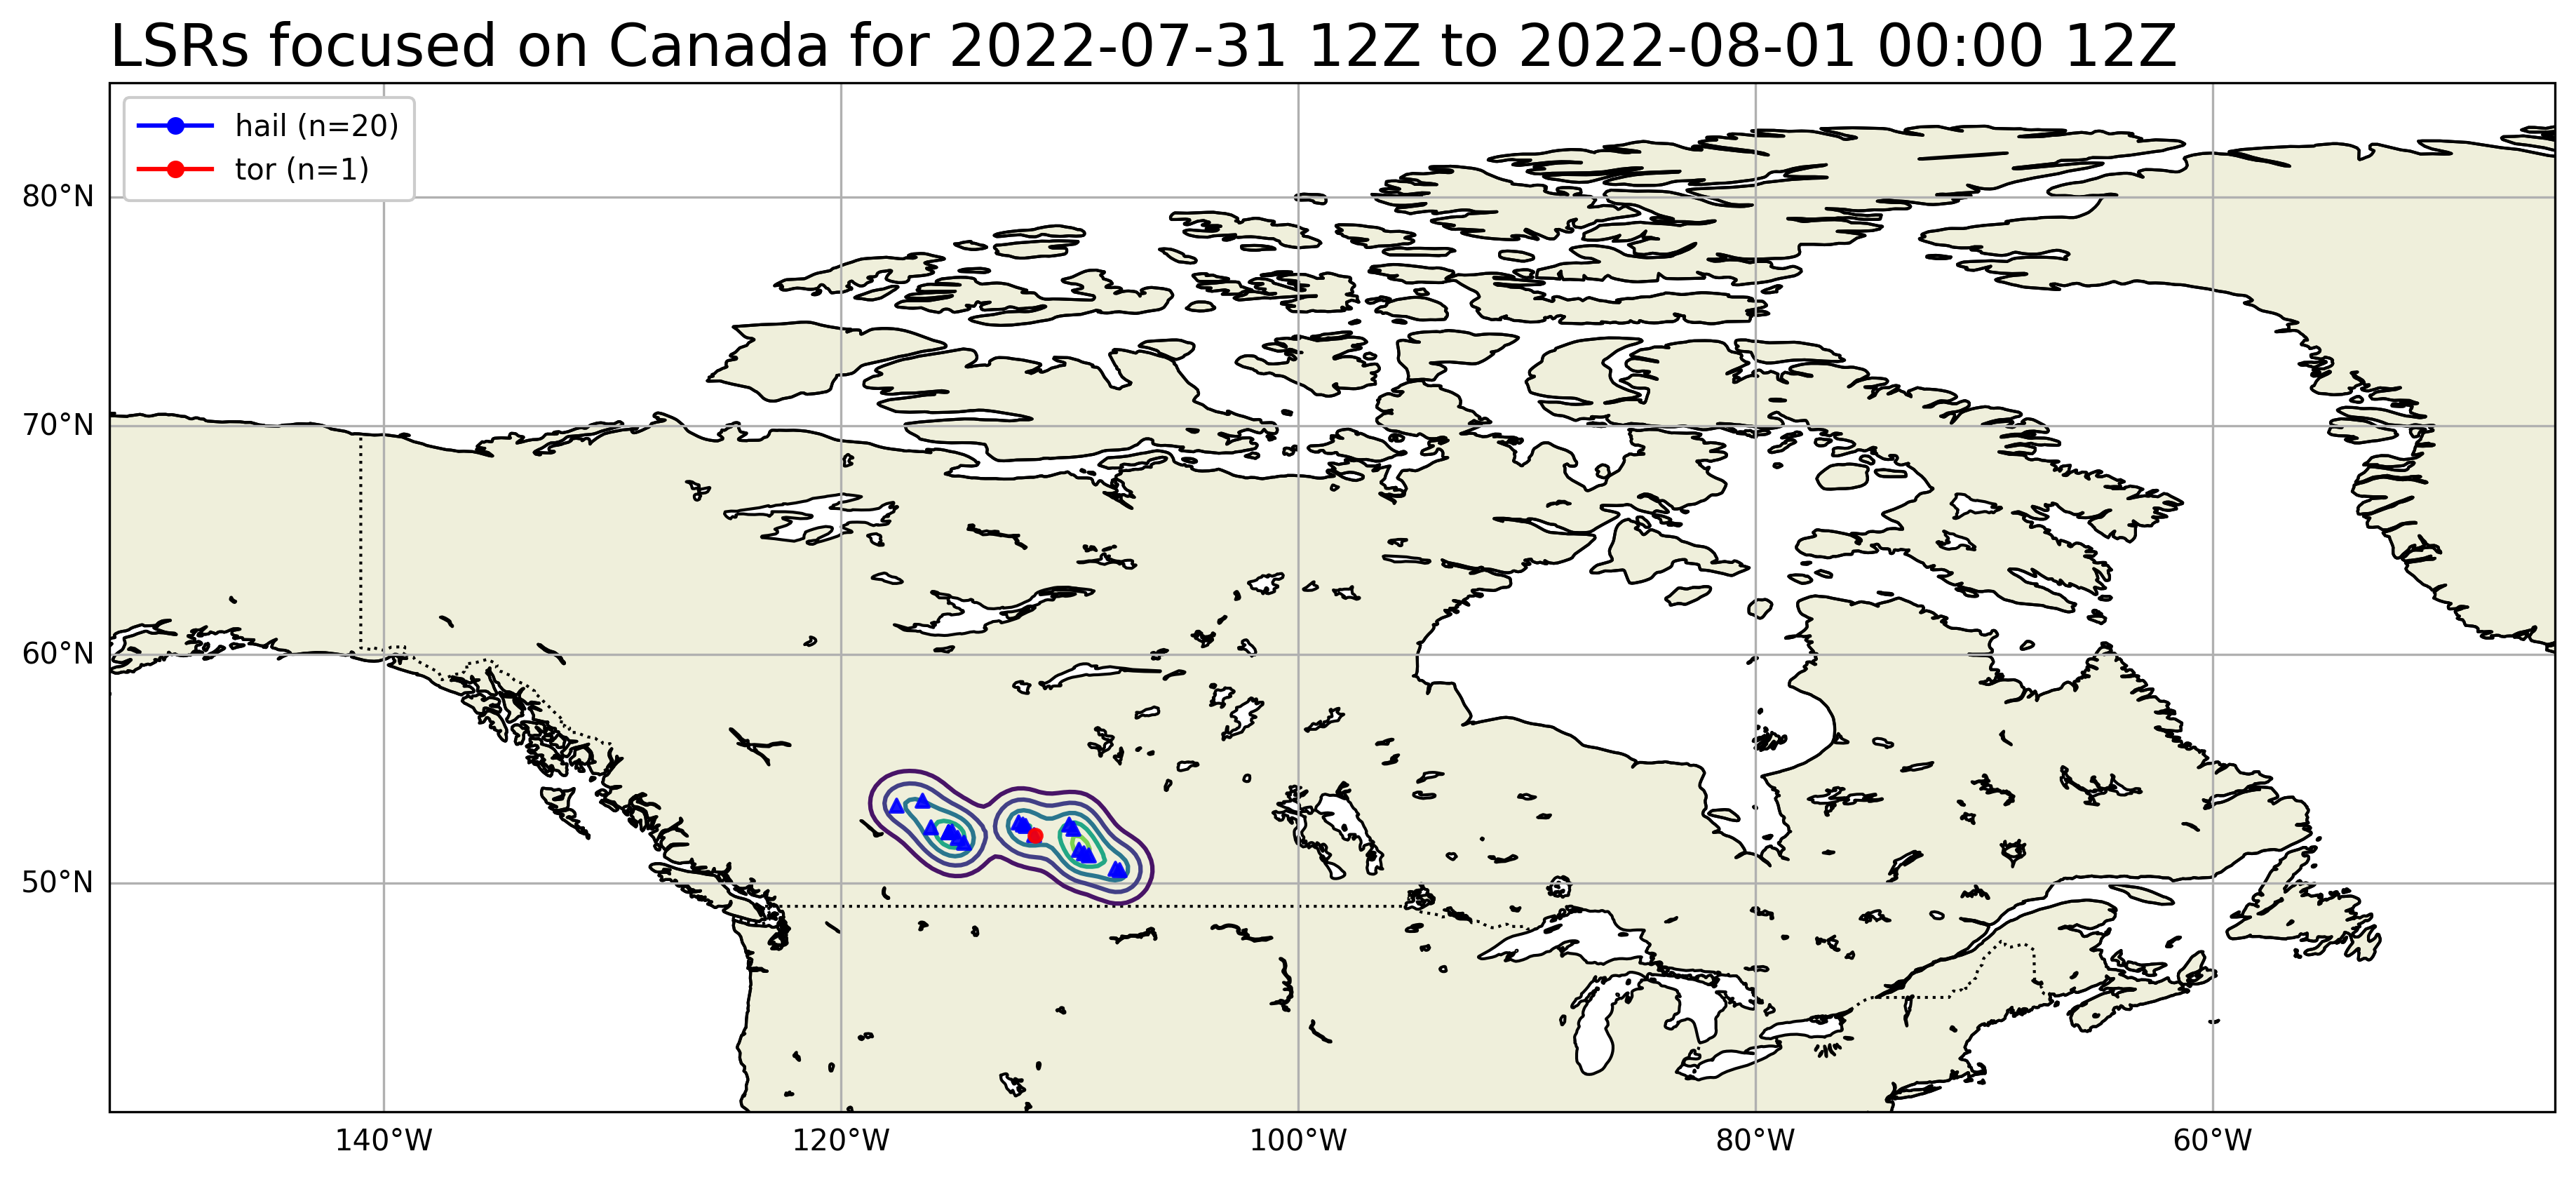 LSRs focused on Canada for 2022-07-31 12Z to 2022-08-01 00:00 12Z
hail (n=20)
tor (n=1)
80°N
70°N
60°N
50°N
140°W
120°W
100°W
80°W
60°W